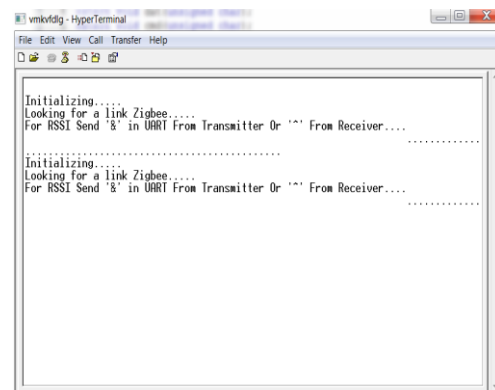 vmkvfdlg - HyperTerminal
File Edit View Call Transfer Help
Initializing.....
Looking for a link Zigbee.....
For RSSI Send '&' in UART From Transmitter Or '^' From Receiver....
.............
............................................
Initializing.....
Looking for a link Zigbee.....
For RSSI Send '&' in UART From Transmitter Or '^' From Receiver....
.............